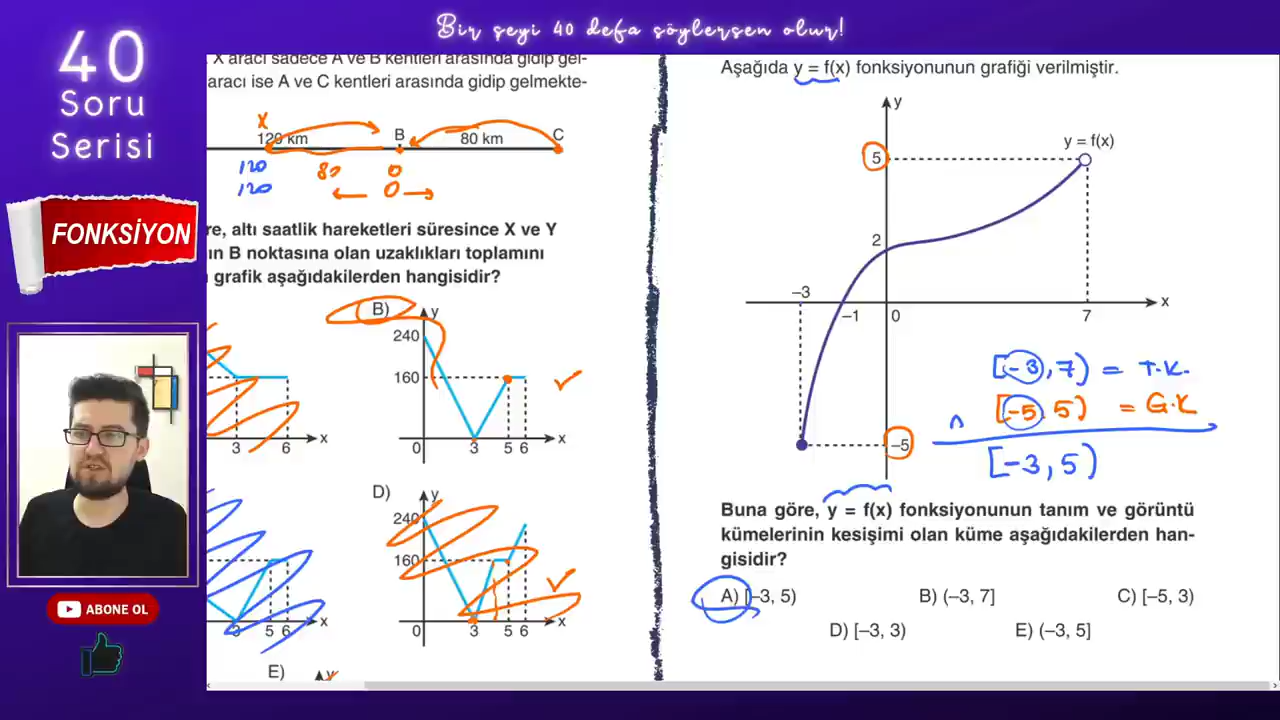 Bir şeyi 40 defa söylersen olur!
40
Soru
Serisi
FONKSİYON
ABONE OL
X aracı sadece A ve B kentleri arasında gidip gel-
aracı ise A ve C kentleri arasında gidip gelmekte-
X
120 km
B
80 km
C
120
80
0
120
0
re, altı saatlik hareketleri süresince X ve Y
ın B noktasına olan uzaklıkları toplamını
grafik aşağıdakilerden hangisidir?
3
6
x
B)
y
240
160
0
3
5
6
x
3
5
6
x
D)
y
240
160
0
3
5
6
x
E)
y
Aşağıda y = f(x) fonksiyonunun grafiği verilmiştir.
y
5
y = f(x)
2
–3
–1
0
7
x
–5
[-3, 7) = T.K.
[-5, 5) = G.K
∩
[-3, 5)
Buna göre, y = f(x) fonksiyonunun tanım ve görüntü
kümelerinin kesişimi olan küme aşağıdakilerden han-
gisidir?
A) [–3, 5)
B) (–3, 7]
C) [–5, 3)
D) [–3, 3)
E) (–3, 5]